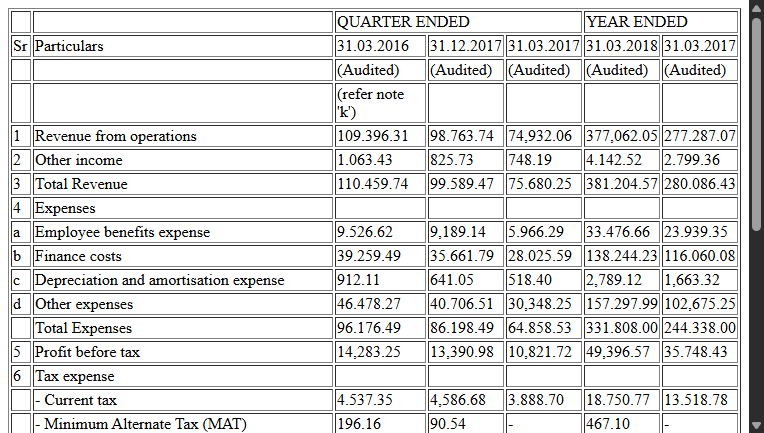 QUARTER ENDED YEAR ENDED
Sr Particulars 31.03.2016 31.12.2017 31.03.2017 31.03.2018 31.03.2017
(Audited) (Audited) (Audited) (Audited) (Audited)
(refer note
'k')
1 Revenue from operations 109.396.31 98.763.74 74,932.06 377,062.05 277.287.07
2 Other income 1.063.43 825.73 748.19 4.142.52 2.799.36
3 Total Revenue 110.459.74 99.589.47 75.680.25 381.204.57 280.086.43
4 Expenses
a Employee benefits expense 9.526.62 9,189.14 5.966.29 33.476.66 23.939.35
b Finance costs 39.259.49 35.661.79 28.025.59 138.244.23 116.060.08
c Depreciation and amortisation expense 912.11 641.05 518.40 2,789.12 1,663.32
d Other expenses 46.478.27 40.706.51 30,348.25 157.297.99 102,675.25
Total Expenses 96.176.49 86.198.49 64.858.53 331.808.00 244.338.00
5 Profit before tax 14,283.25 13,390.98 10,821.72 49,396.57 35.748.43
6 Tax expense
- Current tax 4.537.35 4,586.68 3.888.70 18.750.77 13.518.78
- Minimum Alternate Tax (MAT) 196.16 90.54 - 467.10 -